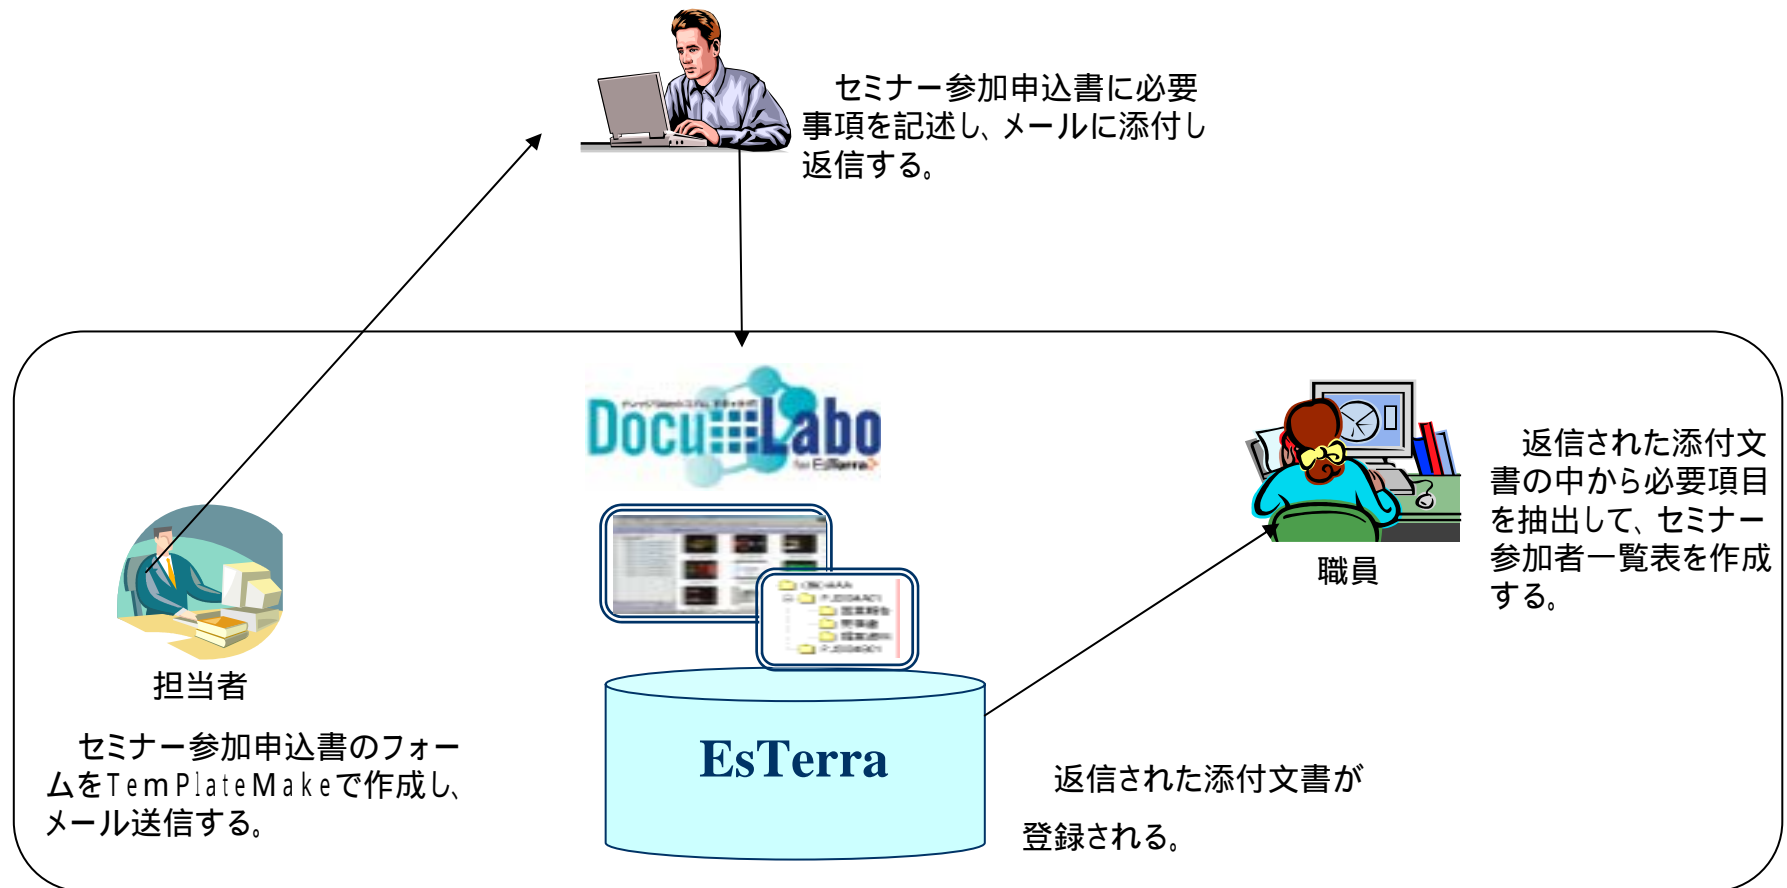 セミナー参加申込書に必要
事項を記述し、メールに添付し
返信する。
DocuLabo
for EsTerra
返信された添付文
書の中から必要項目
を抽出して、セミナー
参加者一覧表を作成
する。
職員
担当者
セミナー参加申込書のフォー
ムをTemPlateMakeで作成し、
メール送信する。
EsTerra
返信された添付文書が
登録される。